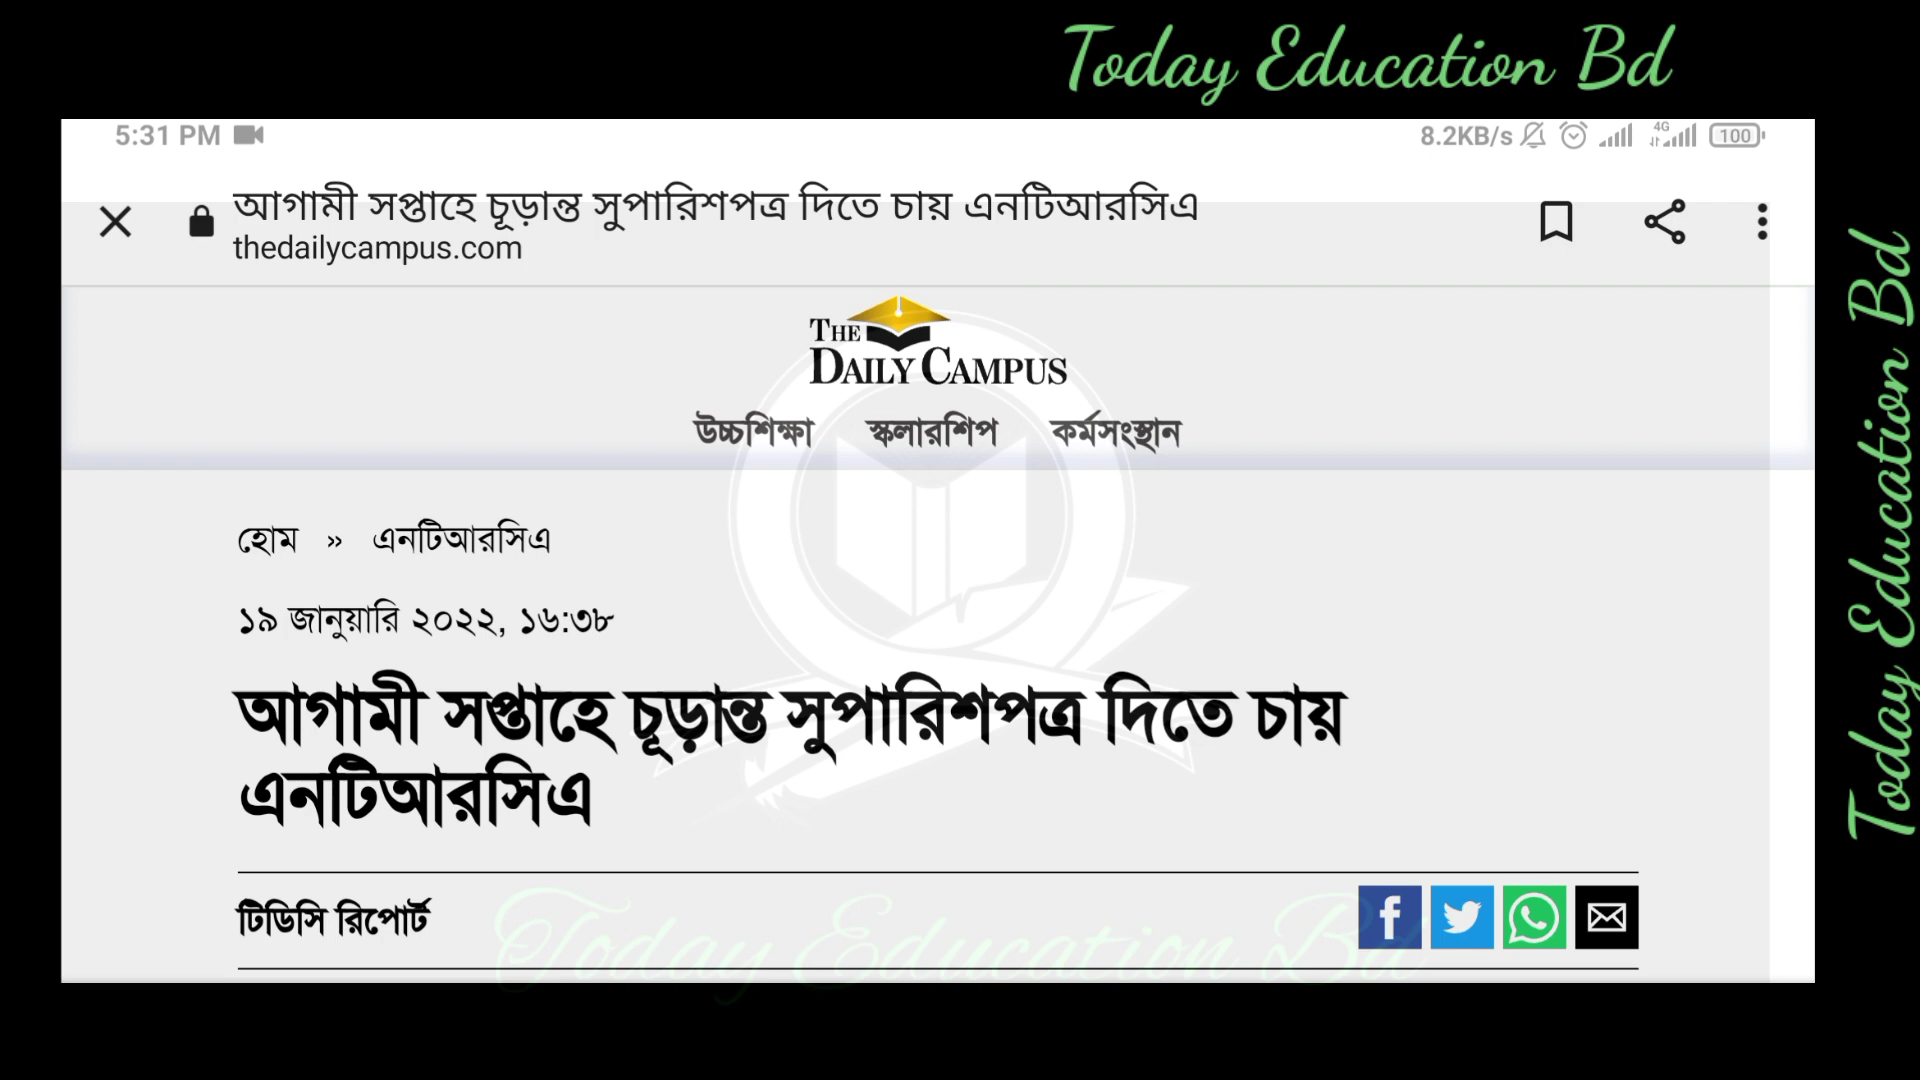 Today Education Bd
5:31 PM
8.2KB/s 4G 100
আগামী সপ্তাহে চূড়ান্ত সুপারিশপত্র দিতে চায় এনটিআরসিএ
thedailycampus.com
THE
DAILY CAMPUS
উচ্চশিক্ষা স্কলারশিপ কর্মসংস্থান
হোম » এনটিআরসিএ
১৯ জানুয়ারি ২০২২, ১৬:৩৮
আগামী সপ্তাহে চূড়ান্ত সুপারিশপত্র দিতে চায়
এনটিআরসিএ
টিডিসি রিপোর্ট
Today Education Bd
Today Education Bd